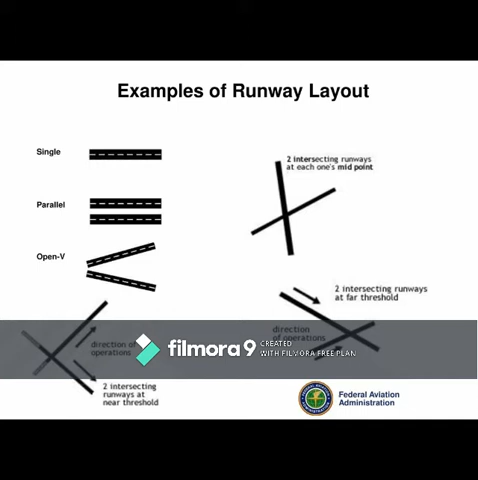 Examples of Runway Layout
Single
2 intersecting runways
at each one's mid point
Parallel
Open-V
2 intersecting runways
at far threshold
direction
of operations
direction of
operations
filmora9
CREATED
WITH FILMORA FREE PLAN
2 intersecting
runways at
near threshold
Federal Aviation
Administration